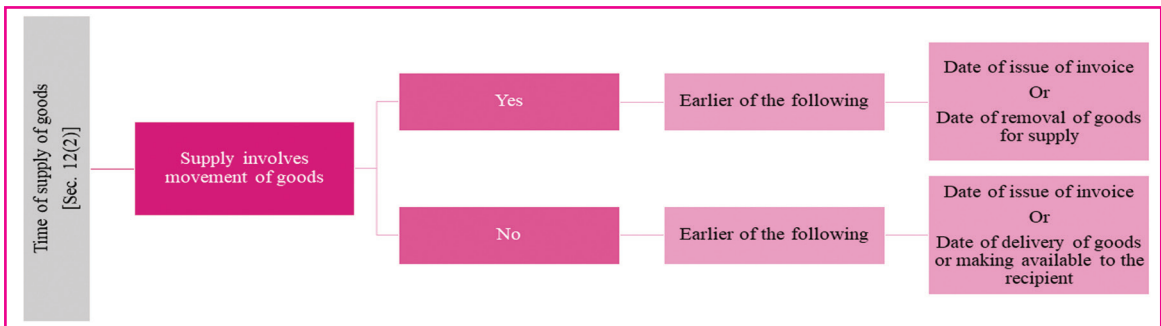 Time of supply of goods
[Sec. 12(2)]
Supply involves
movement of goods
Yes
Earlier of the following
Date of issue of invoice
Or
Date of removal of goods
for supply
No
Earlier of the following
Date of issue of invoice
Or
Date of delivery of goods
or making available to the
recipient